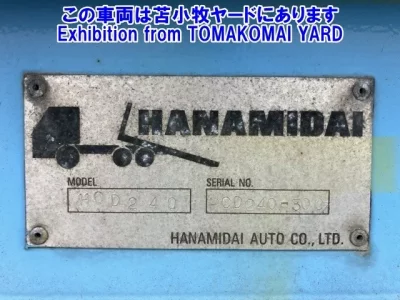 この車両は苫小牧ヤードにあります
Exhibition from TOMAKOMAI YARD
HANAMIDAI
MODEL
SERIAL NO.
HANAMIDAI AUTO CO., LTD.